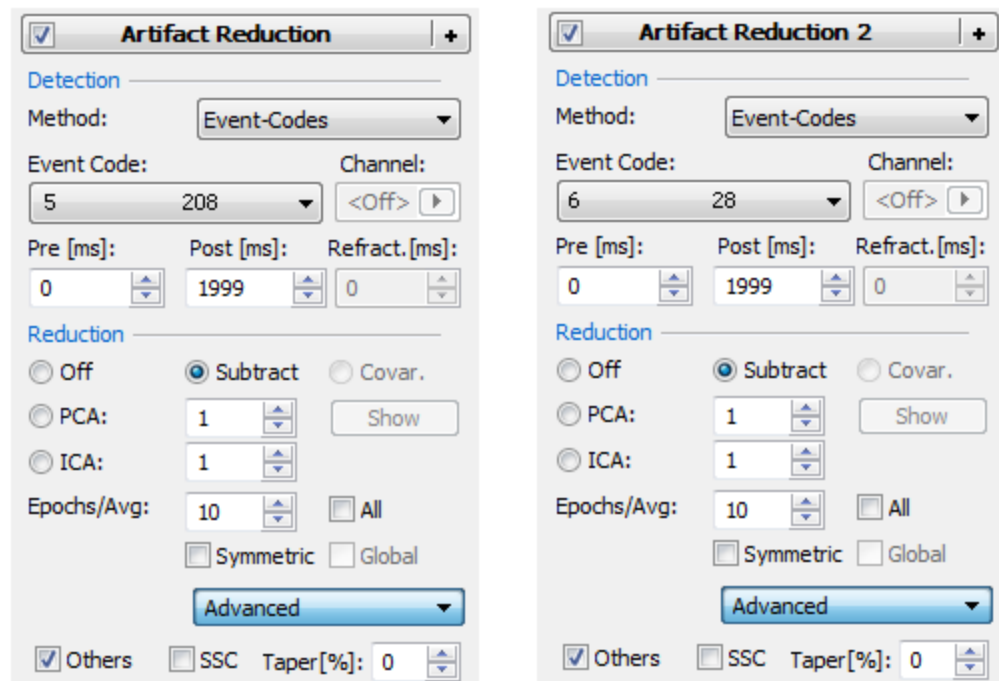 Artifact Reduction +
Detection
Method: Event-Codes
Event Code: Channel:
5 208 <Off>
Pre [ms]: Post [ms]: Refract.[ms]:
0 1999 0
Reduction
Off Subtract Covar.
PCA: 1 Show
ICA: 1
Epochs/Avg: 10 All
Symmetric Global
Advanced
Others SSC Taper[%]: 0
Artifact Reduction 2 +
Detection
Method: Event-Codes
Event Code: Channel:
6 28 <Off>
Pre [ms]: Post [ms]: Refract.[ms]:
0 1999 0
Reduction
Off Subtract Covar.
PCA: 1 Show
ICA: 1
Epochs/Avg: 10 All
Symmetric Global
Advanced
Others SSC Taper[%]: 0